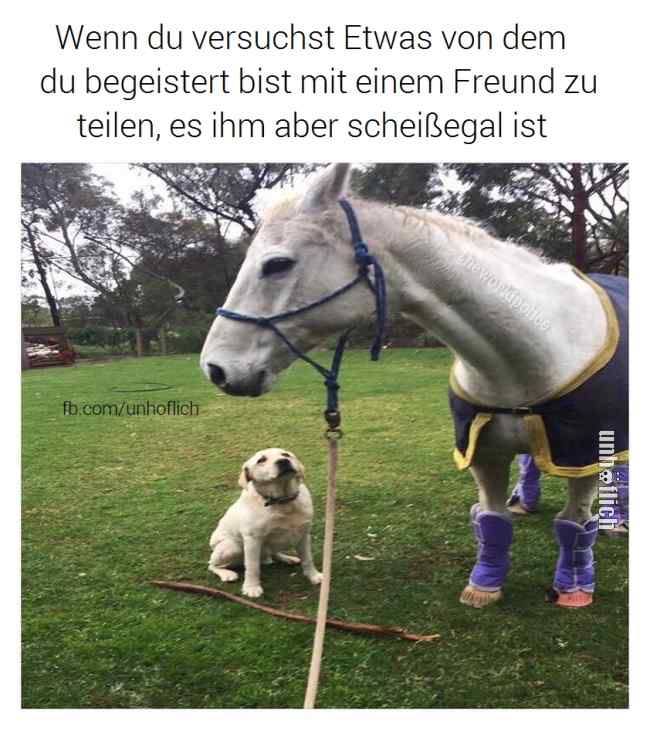 Wenn du versuchst Etwas von dem
du begeistert bist mit einem Freund zu
teilen, es ihm aber scheißegal ist
theworldpolice
fb.com/unhoflich
unhöflich